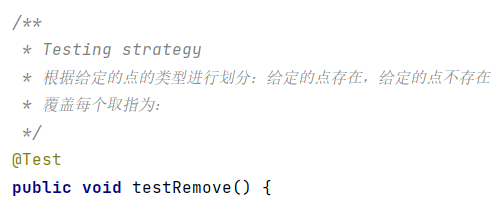 /**
 * Testing strategy
 * 根据给定的点的类型进行划分：给定的点存在，给定的点不存在
 * 覆盖每个取指为：
 */
@Test
public void testRemove() {